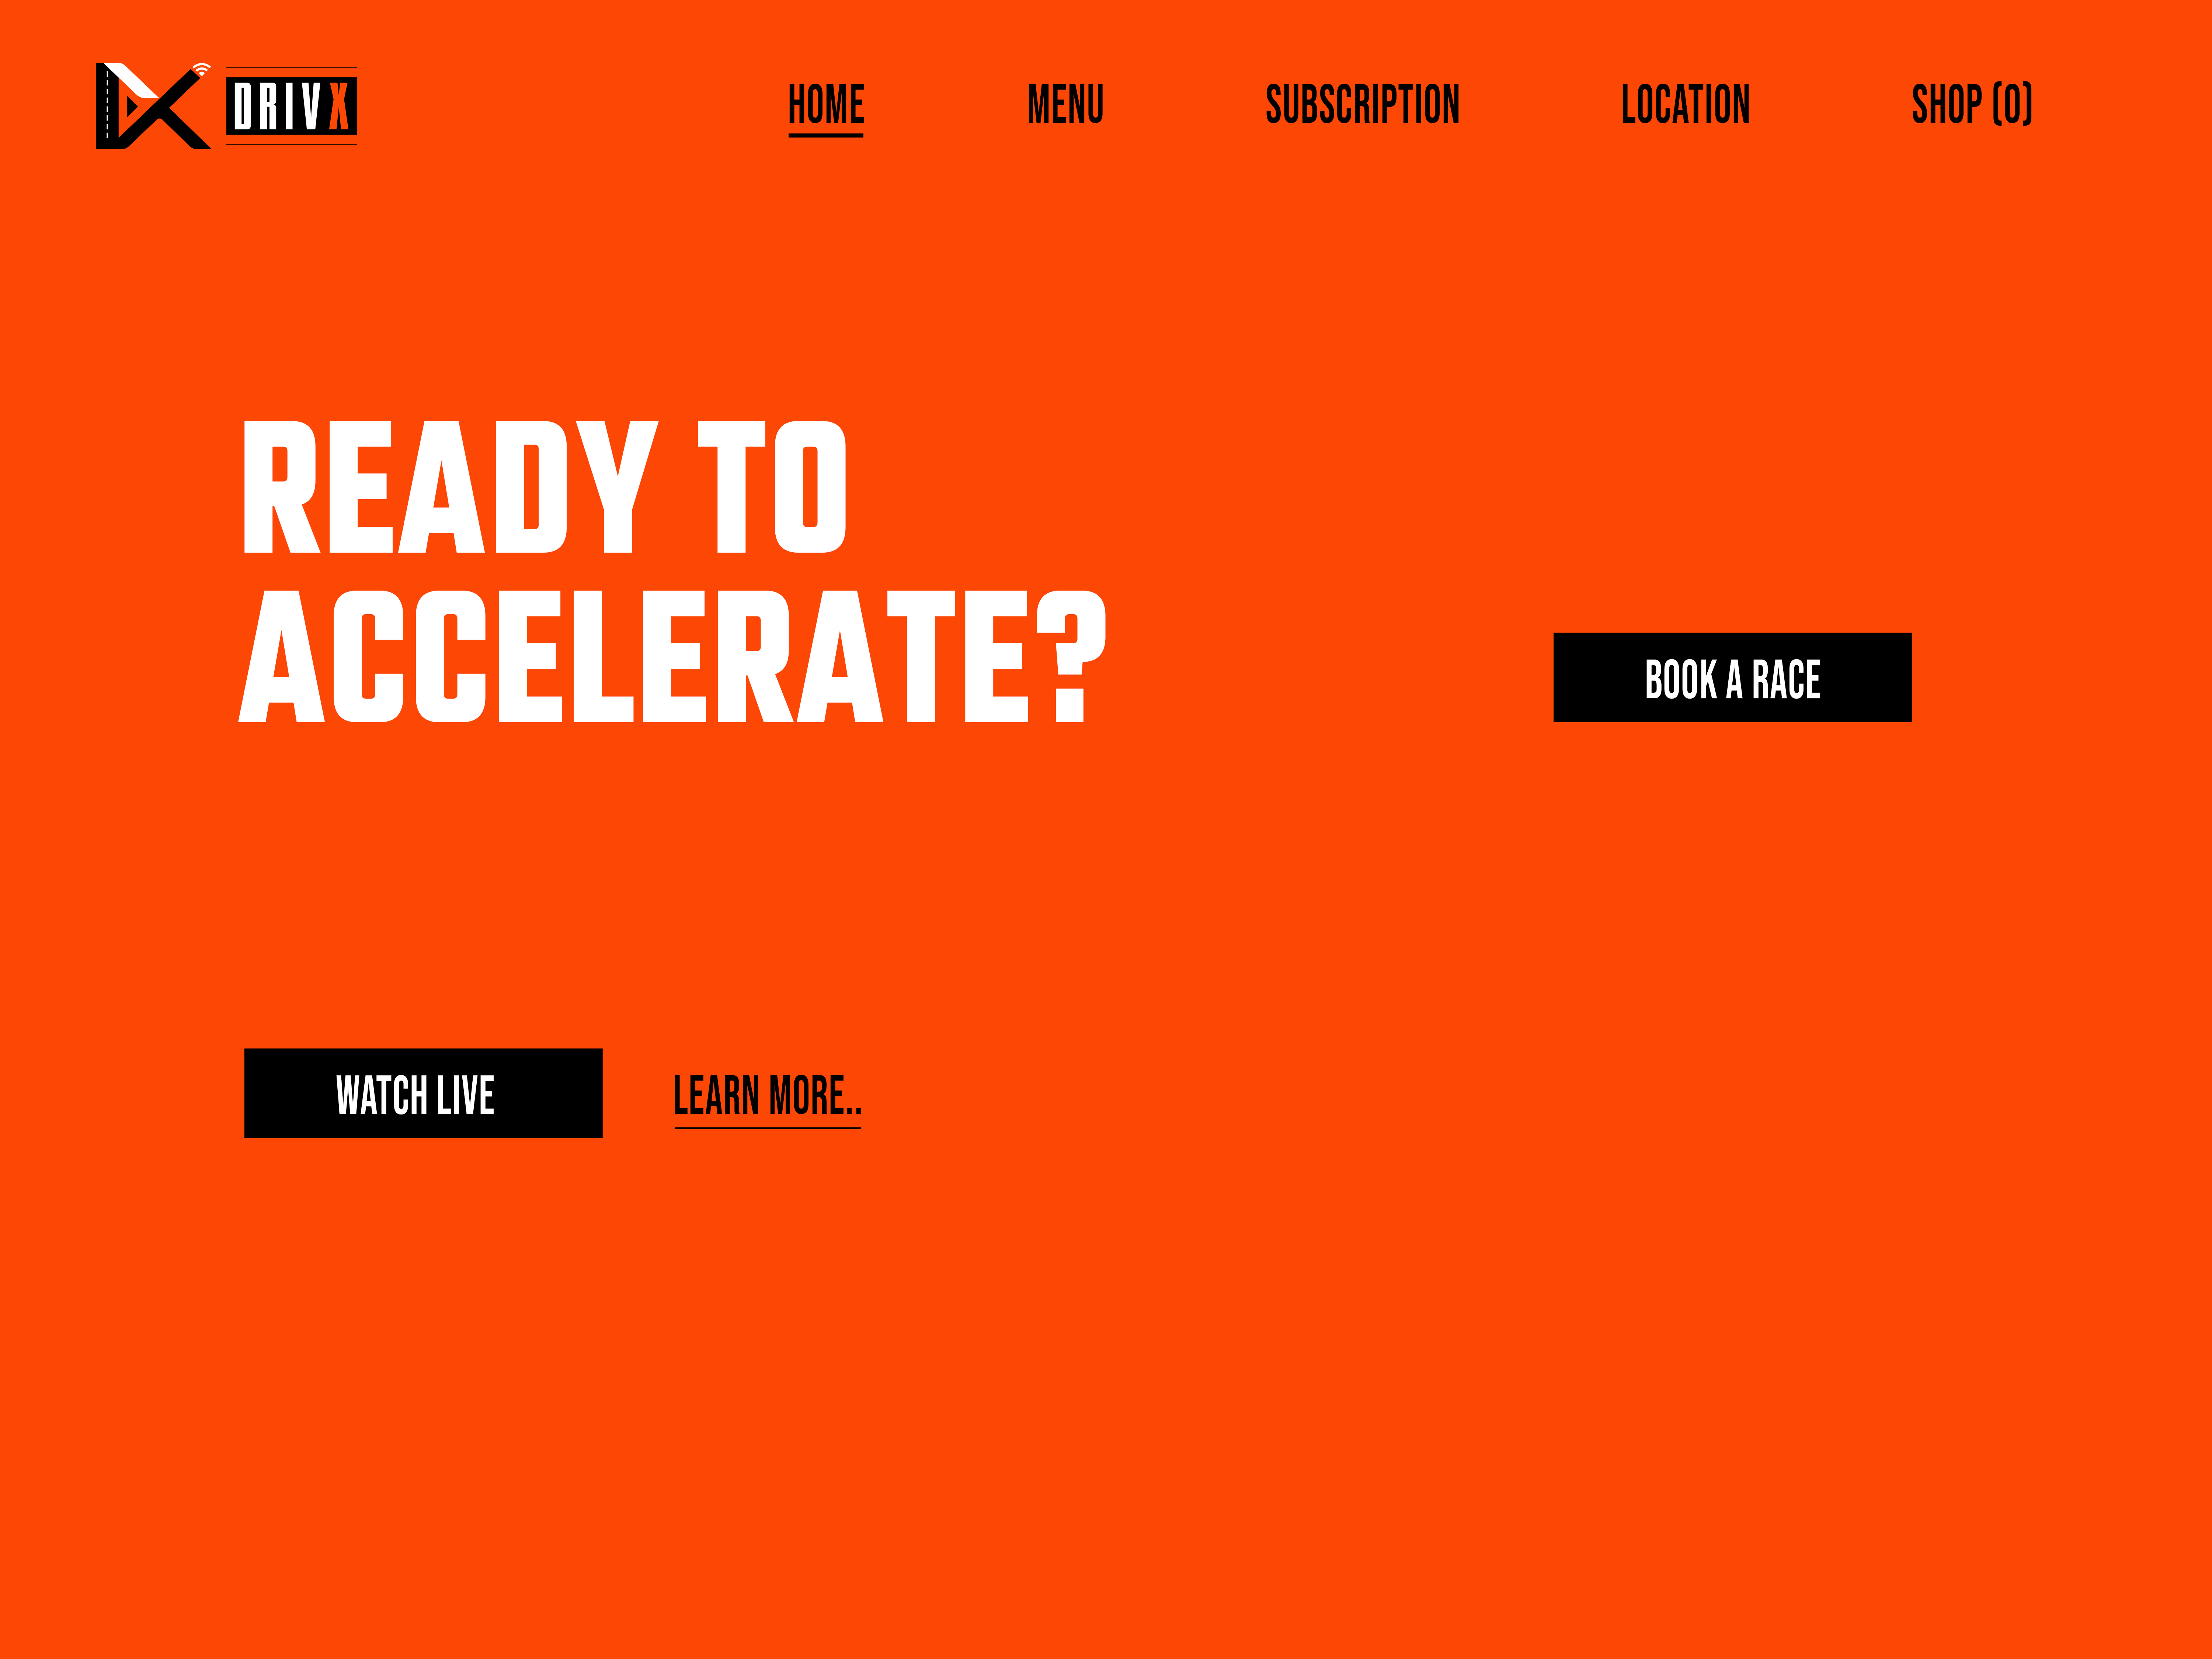 DRIVX
HOME
MENU
SUBSCRIPTION
LOCATION
SHOP (0)
READY TO
ACCELERATE?
BOOK A RACE
WATCH LIVE
LEARN MORE..